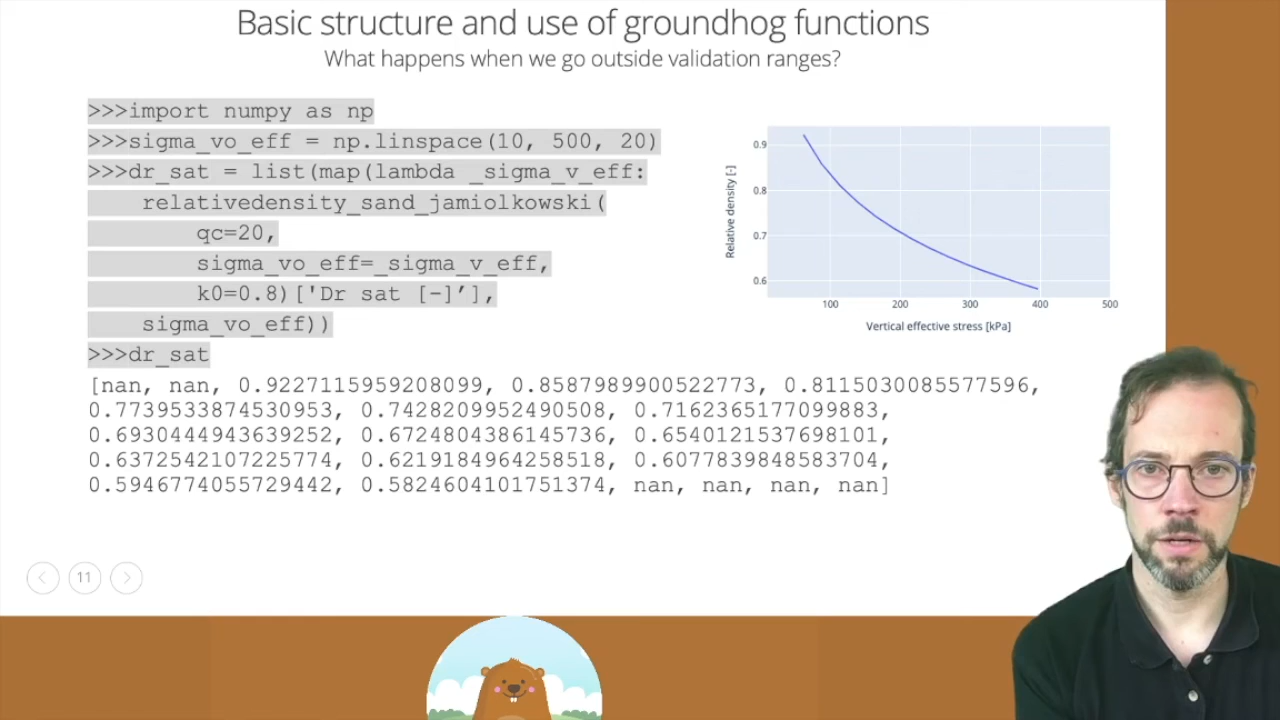 Basic structure and use of groundhog functions
What happens when we go outside validation ranges?
>>>import numpy as np
>>>sigma_vo_eff = np.linspace(10, 500, 20)
>>>dr_sat = list(map(lambda _sigma_v_eff:
relativedensity_sand_jamiolkowski(
qc=20,
sigma_vo_eff=_sigma_v_eff,
k0=0.8)['Dr sat [-]’],
sigma_vo_eff))
>>>dr_sat
[nan, nan, 0.9227115959208099, 0.8587989900522773, 0.8115030085577596,
0.7739533874530953, 0.7428209952490508, 0.7162365177099883,
0.6930444943639252, 0.6724804386145736, 0.6540121537698101,
0.6372542107225774, 0.6219184964258518, 0.6077839848583704,
0.5946774055729442, 0.5824604101751374, nan, nan, nan, nan]
0.9
0.8
0.7
0.6
Relative density [-]
100 200 300 400 500
Vertical effective stress [kPa]
11